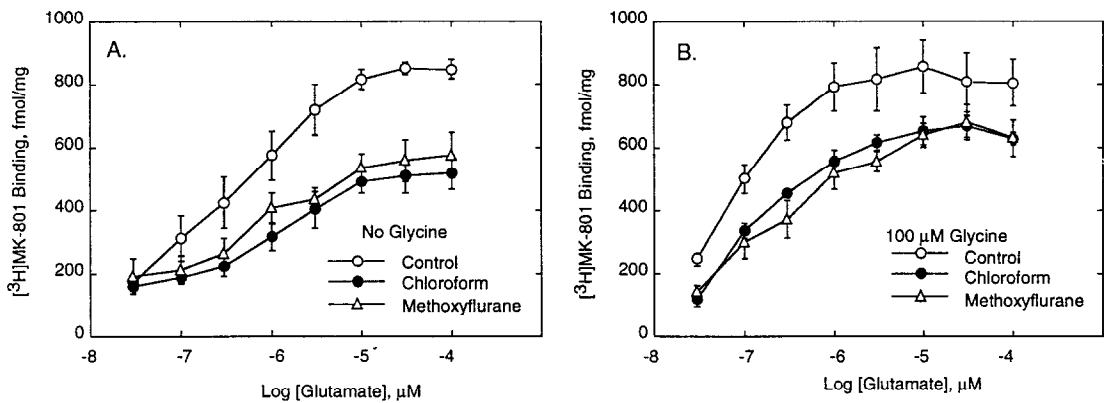 A.
[³H]MK-801 Binding, fmol/mg
1000
800
600
400
200
0
No Glycine
Control
Chloroform
Methoxyflurane
-8 -7 -6 -5 -4
Log [Glutamate], μM
B.
[³H]MK-801 Binding, fmol/mg
1000
800
600
400
200
0
100 μM Glycine
Control
Chloroform
Methoxyflurane
-8 -7 -6 -5 -4
Log [Glutamate], μM